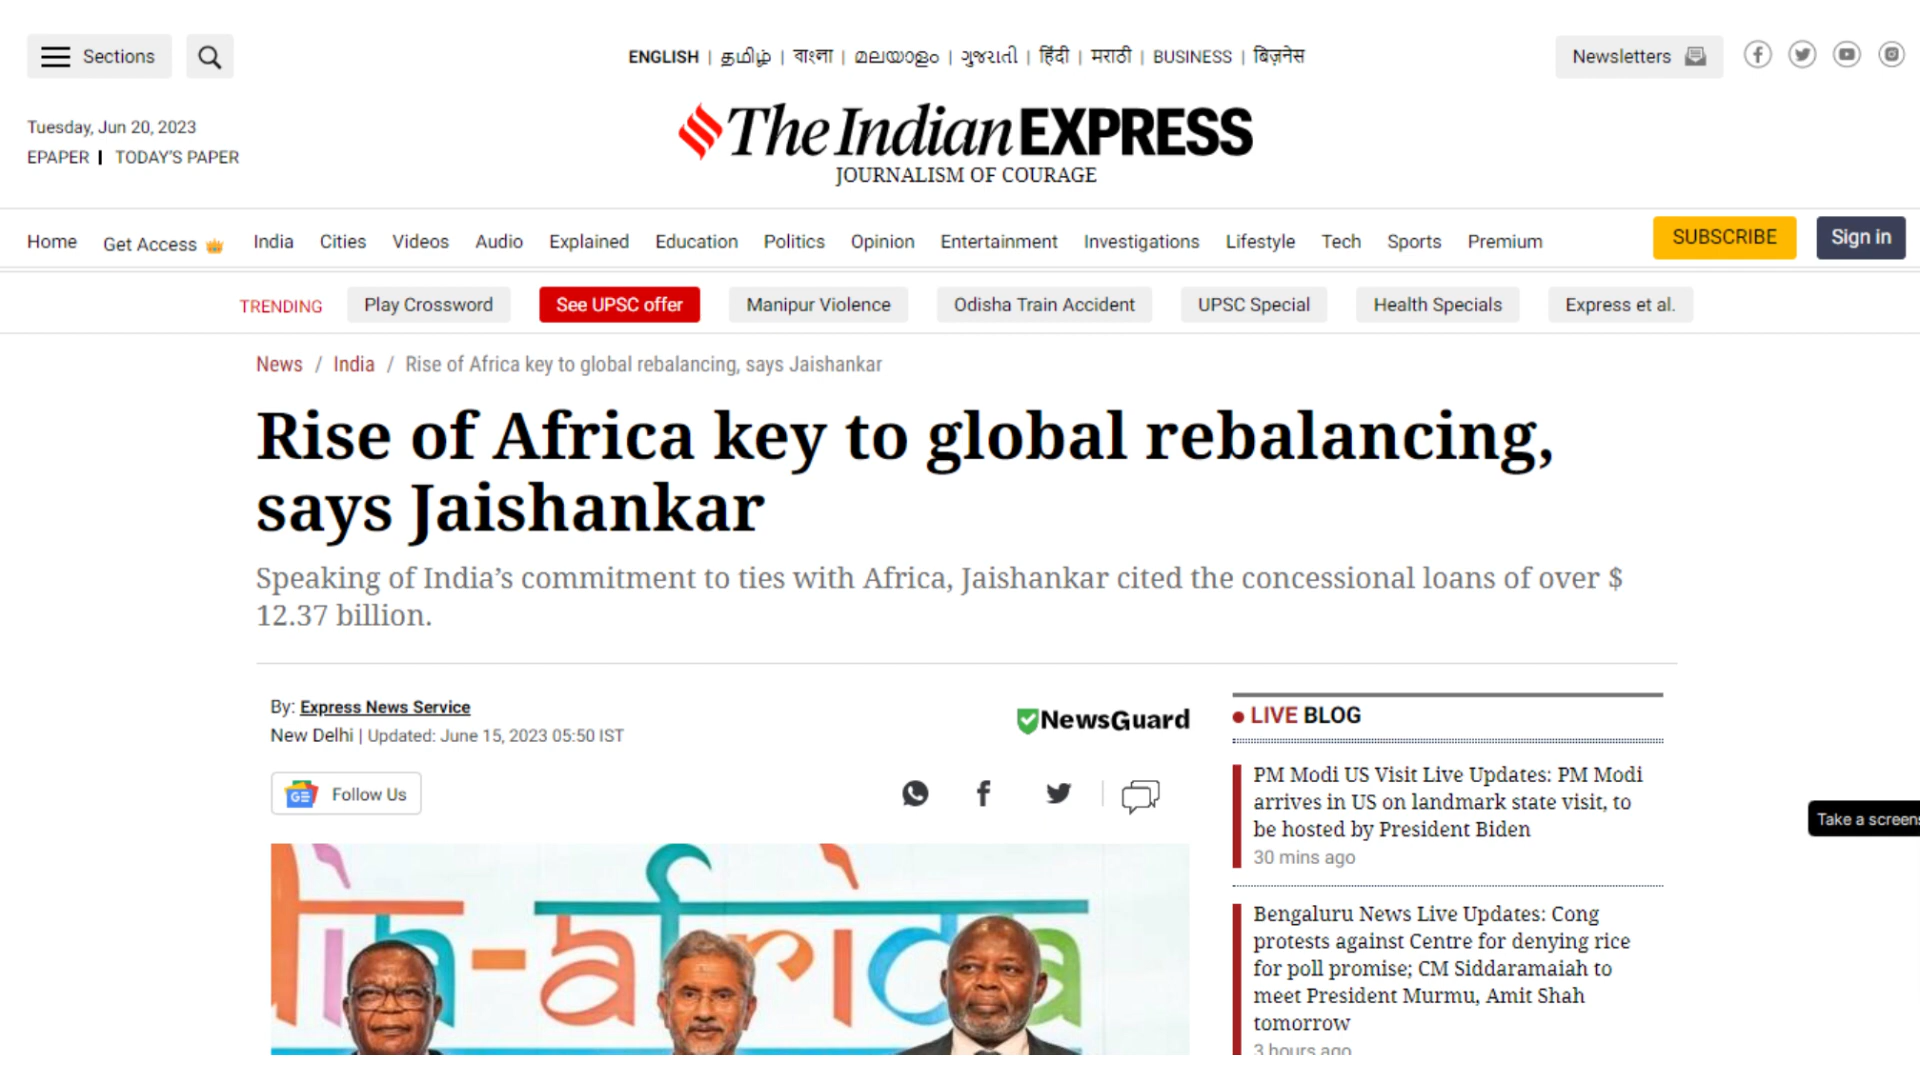 Sections
ENGLISH | தமிழ் | বাংলা | മലയാളം | ગુજરાતી | हिंदी | मराठी | BUSINESS | बिज़नेस
Newsletters
Tuesday, Jun 20, 2023
EPAPER | TODAY'S PAPER
The Indian EXPRESS
JOURNALISM OF COURAGE
Home Get Access India Cities Videos Audio Explained Education Politics Opinion Entertainment Investigations Lifestyle Tech Sports Premium
SUBSCRIBE
Sign in
TRENDING Play Crossword See UPSC offer Manipur Violence Odisha Train Accident UPSC Special Health Specials Express et al.
News / India / Rise of Africa key to global rebalancing, says Jaishankar
Rise of Africa key to global rebalancing,
says Jaishankar
Speaking of India’s commitment to ties with Africa, Jaishankar cited the concessional loans of over $
12.37 billion.
By: Express News Service
New Delhi | Updated: June 15, 2023 05:50 IST
NewsGuard
GE Follow Us
LIVE BLOG
PM Modi US Visit Live Updates: PM Modi
arrives in US on landmark state visit, to
be hosted by President Biden
30 mins ago
Take a screens
Bengaluru News Live Updates: Cong
protests against Centre for denying rice
for poll promise; CM Siddaramaiah to
meet President Murmu, Amit Shah
tomorrow
3 hours ago